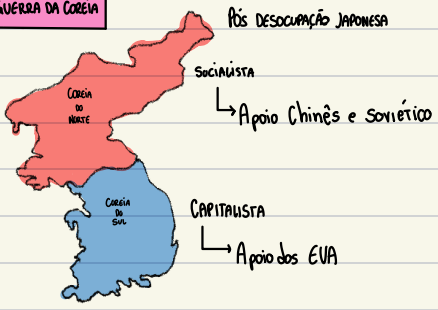 GUERRA DA COREIA
PÓS DESOCUPAÇÃO JAPONESA
SOCIALISTA
Apoio Chinês e soviético
COREIA
DO
NORTE
CAPITALISTA
Apoio dos EUA
COREIA
DO
SUL